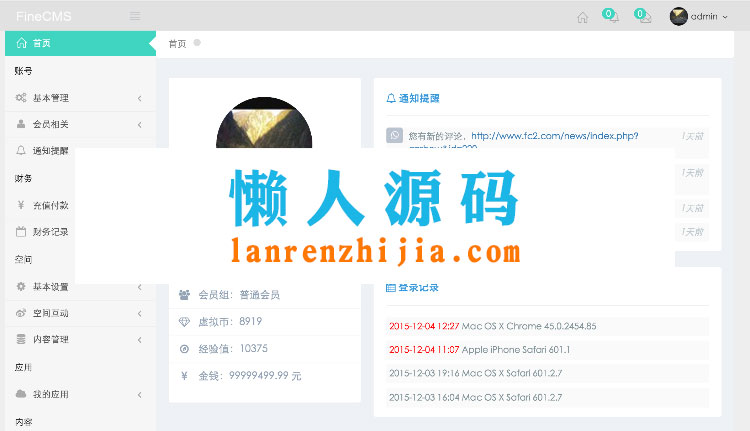 FineCMS
0
0
admin
首页
账号
基本管理
会员相关
通知提醒
财务
充值付款
财务记录
空间
基本设置
空间互动
内容管理
应用
我的应用
内容
首页
会员组：普通会员
虚拟币：8919
经验值：10375
金钱：99999499.99 元
通知提醒
您有新的评论，http://www.fc2.com/news/index.php? 1天前
1天前
1天前
1天前
懒人源码
lanrenzhijia.com
登录记录
2015-12-04 12:27 Mac OS X Chrome 45.0.2454.85
2015-12-04 11:07 Apple iPhone Safari 601.1
2015-12-03 19:16 Mac OS X Safari 601.2.7
2015-12-03 16:04 Mac OS X Safari 601.2.7